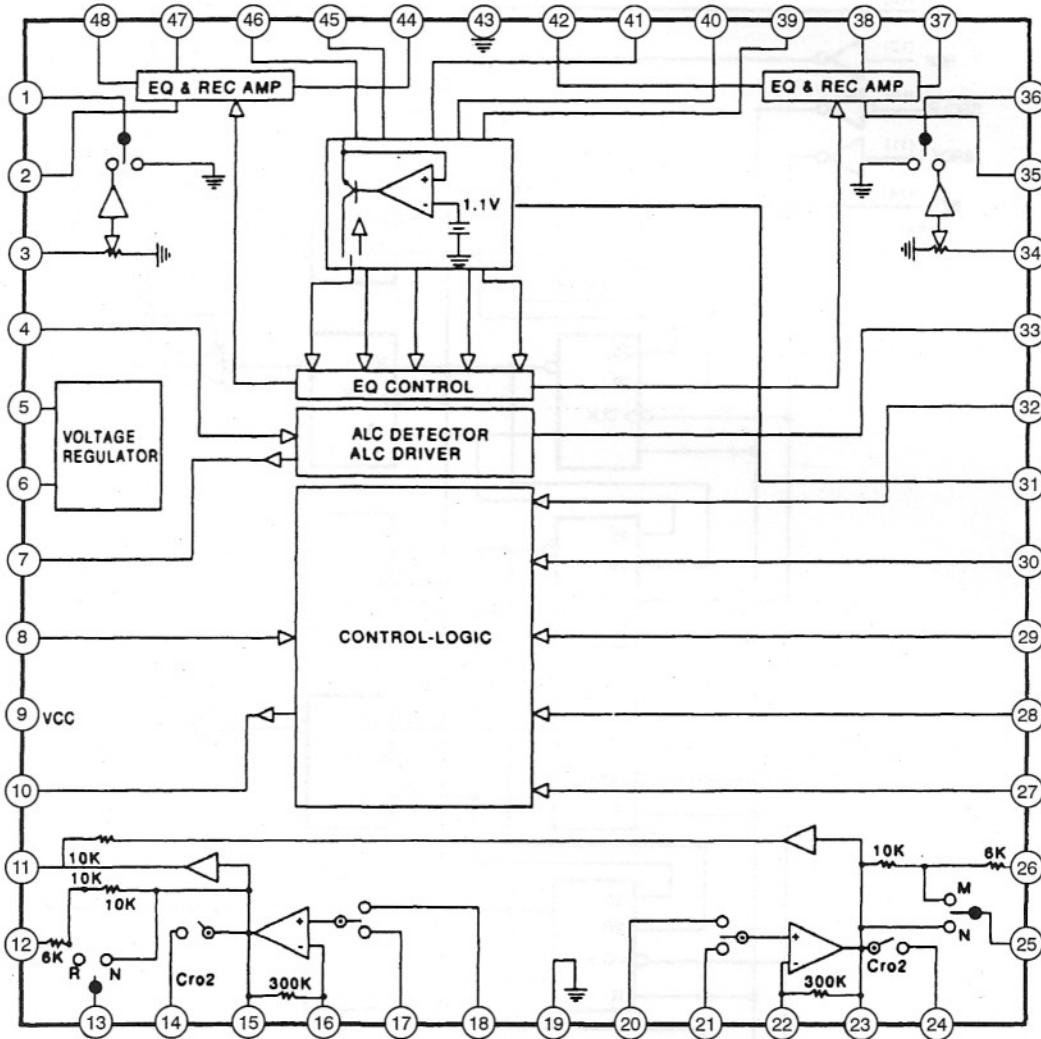 48 47 46 45 44 43 42 41 40 39 38 37
EQ & REC AMP
EQ & REC AMP
1
36
2
35
1.1V
+
-
3
34
4
33
EQ CONTROL
5
32
VOLTAGE
REGULATOR
ALC DETECTOR
ALC DRIVER
6
31
7
30
8
CONTROL-LOGIC
29
9 VCC
28
10
27
11
10K
10K
10K
10K
6K
26
M
12
6K
R
N
Cro2
+
-
300K
+
-
300K
Cro2
N
25
13 14 15 16 17 18 19 20 21 22 23 24